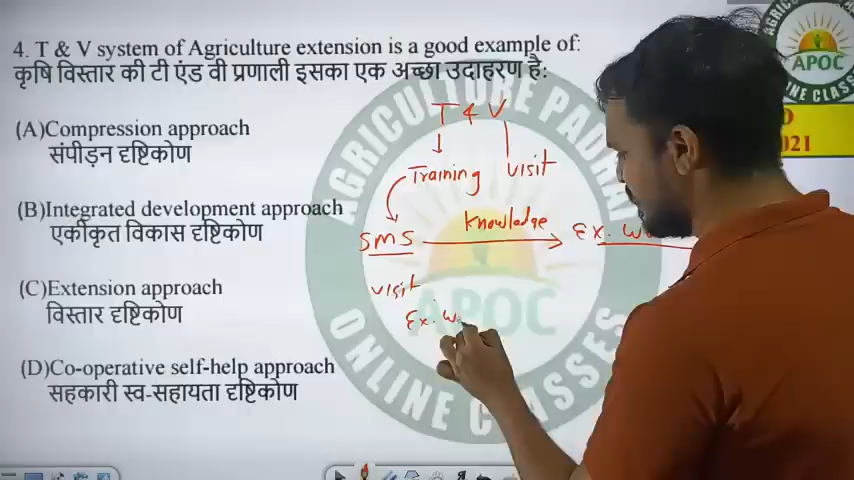 4. T & V system of Agriculture extension is a good example of:
कृषि विस्तार की टी एंड वी प्रणाली इसका एक अच्छा उदाहरण है:
(A)Compression approach
संपीड़न दृष्टिकोण
(B)Integrated development approach
एकीकृत विकास दृष्टिकोण
(C)Extension approach
विस्तार दृष्टिकोण
(D)Co-operative self-help approach
सहकारी स्व-सहायता दृष्टिकोण
T & V
Training visit
SMS Knowledge Ex.
visit
Ex.
AGRICULTURE
APOC
ONLINE CLASSES
APOC
2021